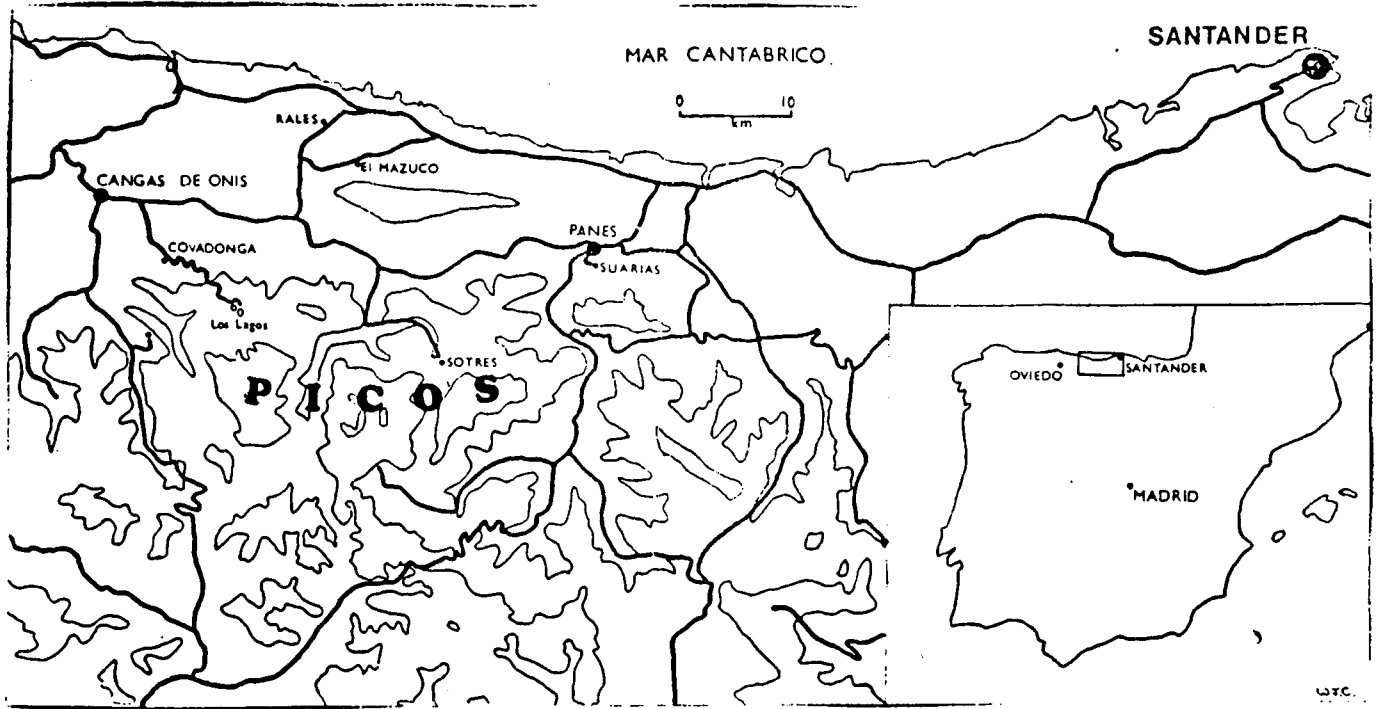 SANTANDER
MAR CANTABRICO
0 10
km
RALES
El MAZUCO
CANGAS DE ONIS
PANES
COVADONGA
SUARIAS
Los Lagos
SOTRES
PICOS
OVIEDO
SANTANDER
MADRID
W.J.C.